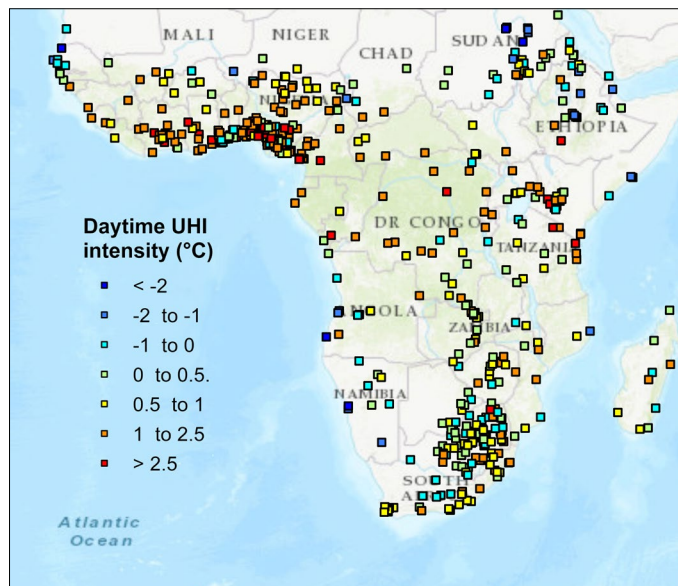 MALI
NIGER
CHAD
SUDAN
NIGERIA
ETHIOPIA
Daytime UHI
intensity (°C)
< -2
-2 to -1
-1 to 0
0 to 0.5.
0.5 to 1
1 to 2.5
> 2.5
DR CONGO
TANZANIA
ANGOLA
ZAMBIA
NAMIBIA
SOUTH
AFRICA
Atlantic
Ocean